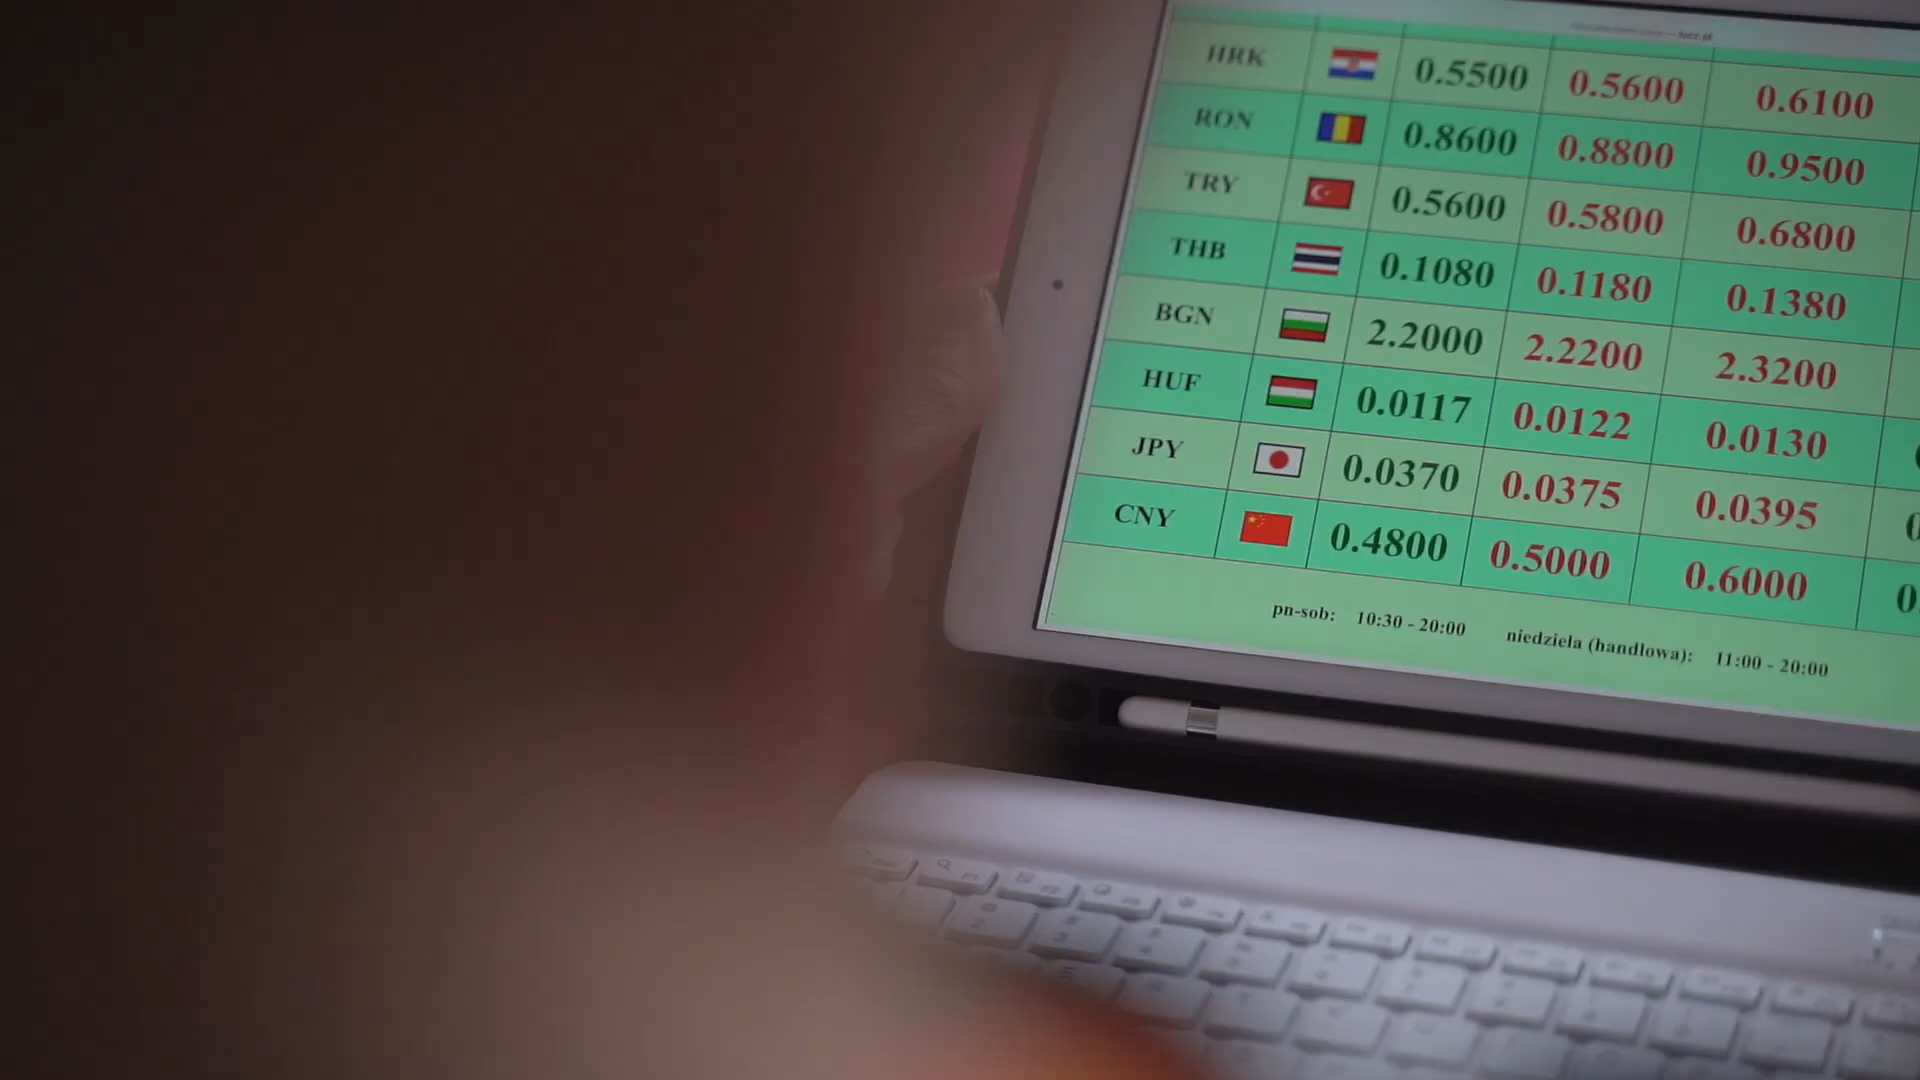 HRK 0.5500 0.5600 0.6100
RON 0.8600 0.8800 0.9500
TRY 0.5600 0.5800 0.6800
THB 0.1080 0.1180 0.1380
BGN 2.2000 2.2200 2.3200
HUF 0.0117 0.0122 0.0130
JPY 0.0370 0.0375 0.0395
CNY 0.4800 0.5000 0.6000
pn-sob: 10:30 - 20:00 niedziela (handlowa): 11:00 - 20:00